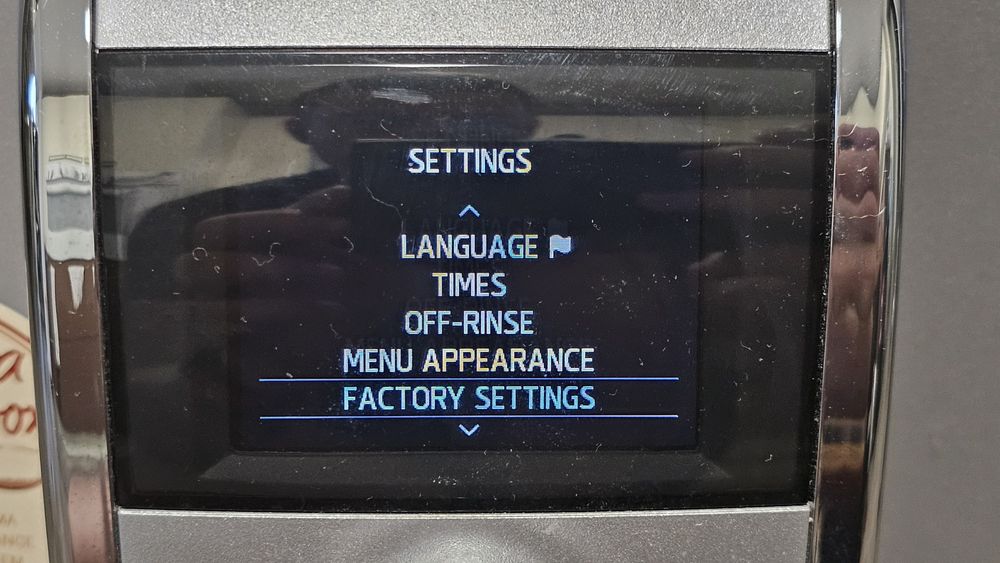 SETTINGS
LANGUAGE
TIMES
OFF-RINSE
MENU APPEARANCE
FACTORY SETTINGS